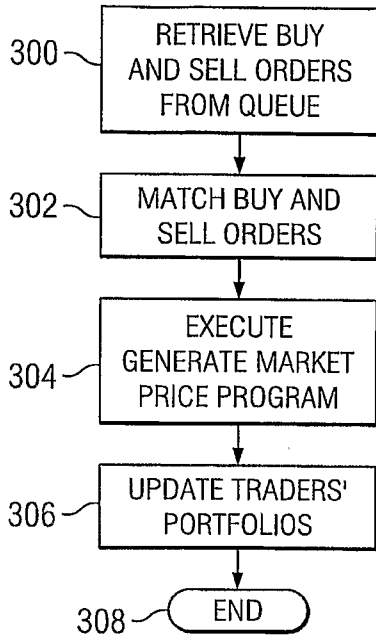 300
RETRIEVE BUY
AND SELL ORDERS
FROM QUEUE
302
MATCH BUY AND
SELL ORDERS
304
EXECUTE
GENERATE MARKET
PRICE PROGRAM
306
UPDATE TRADERS'
PORTFOLIOS
308
END